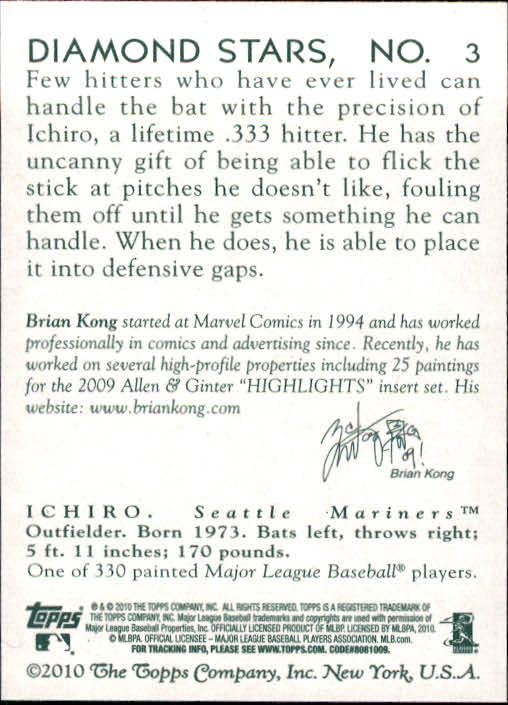 DIAMOND STARS, NO. 3
Few hitters who have ever lived can
handle the bat with the precision of
Ichiro, a lifetime .333 hitter. He has the
uncanny gift of being able to flick the
stick at pitches he doesn't like, fouling
them off until he gets something he can
handle. When he does, he is able to place
it into defensive gaps.
Brian Kong started at Marvel Comics in 1994 and has worked
professionally in comics and advertising since. Recently, he has
worked on several high-profile properties including 25 paintings
for the 2009 Allen & Ginter "HIGHLIGHTS" insert set. His
website: www.briankong.com
Brian Kong
ICHIRO. Seattle Mariners™
Outfielder. Born 1973. Bats left, throws right;
5 ft. 11 inches; 170 pounds.
One of 330 painted Major League Baseball® players.
Topps
® & © 2010 THE TOPPS COMPANY, INC. ALL RIGHTS RESERVED. TOPPS IS A REGISTERED TRADEMARK OF
THE TOPPS COMPANY, INC. Major League Baseball trademarks and copyrights are used with permission of
Major League Baseball Properties, Inc. OFFICIALLY LICENSED PRODUCT OF MLBP. LICENSED BY MLBPA, 2010.
© MLBPA. OFFICIAL LICENSEE – MAJOR LEAGUE BASEBALL PLAYERS ASSOCIATION. MLB.com.
FOR TRACKING INFO, PLEASE SEE WWW.TOPPS.COM. CODE#8081009.
©2010 The Topps Company, Inc. New York, U.S.A.